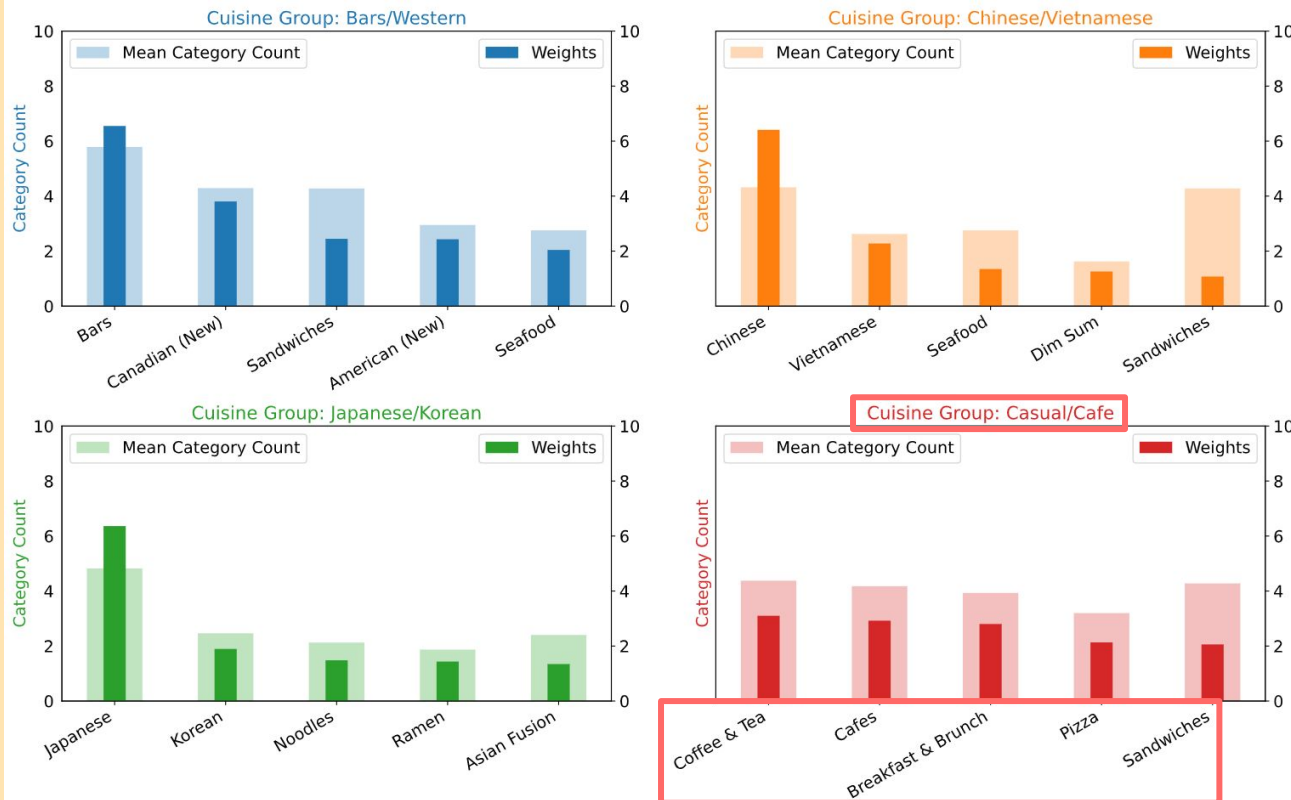 Cuisine Group: Bars/Western
Mean Category Count
Weights
Category Count
10
8
6
4
2
0
10
8
6
4
2
0
Bars
Canadian (New)
Sandwiches
American (New)
Seafood
Cuisine Group: Chinese/Vietnamese
Mean Category Count
Weights
Category Count
10
8
6
4
2
0
Chinese
Vietnamese
Seafood
Dim Sum
Sandwiches
Cuisine Group: Japanese/Korean
Mean Category Count
Weights
Category Count
10
8
6
4
2
0
10
8
6
4
2
0
Japanese
Korean
Noodles
Ramen
Asian Fusion
Cuisine Group: Casual/Cafe
Mean Category Count
Weights
Category Count
10
8
6
4
2
0
Coffee & Tea
Cafes
Breakfast & Brunch
Pizza
Sandwiches